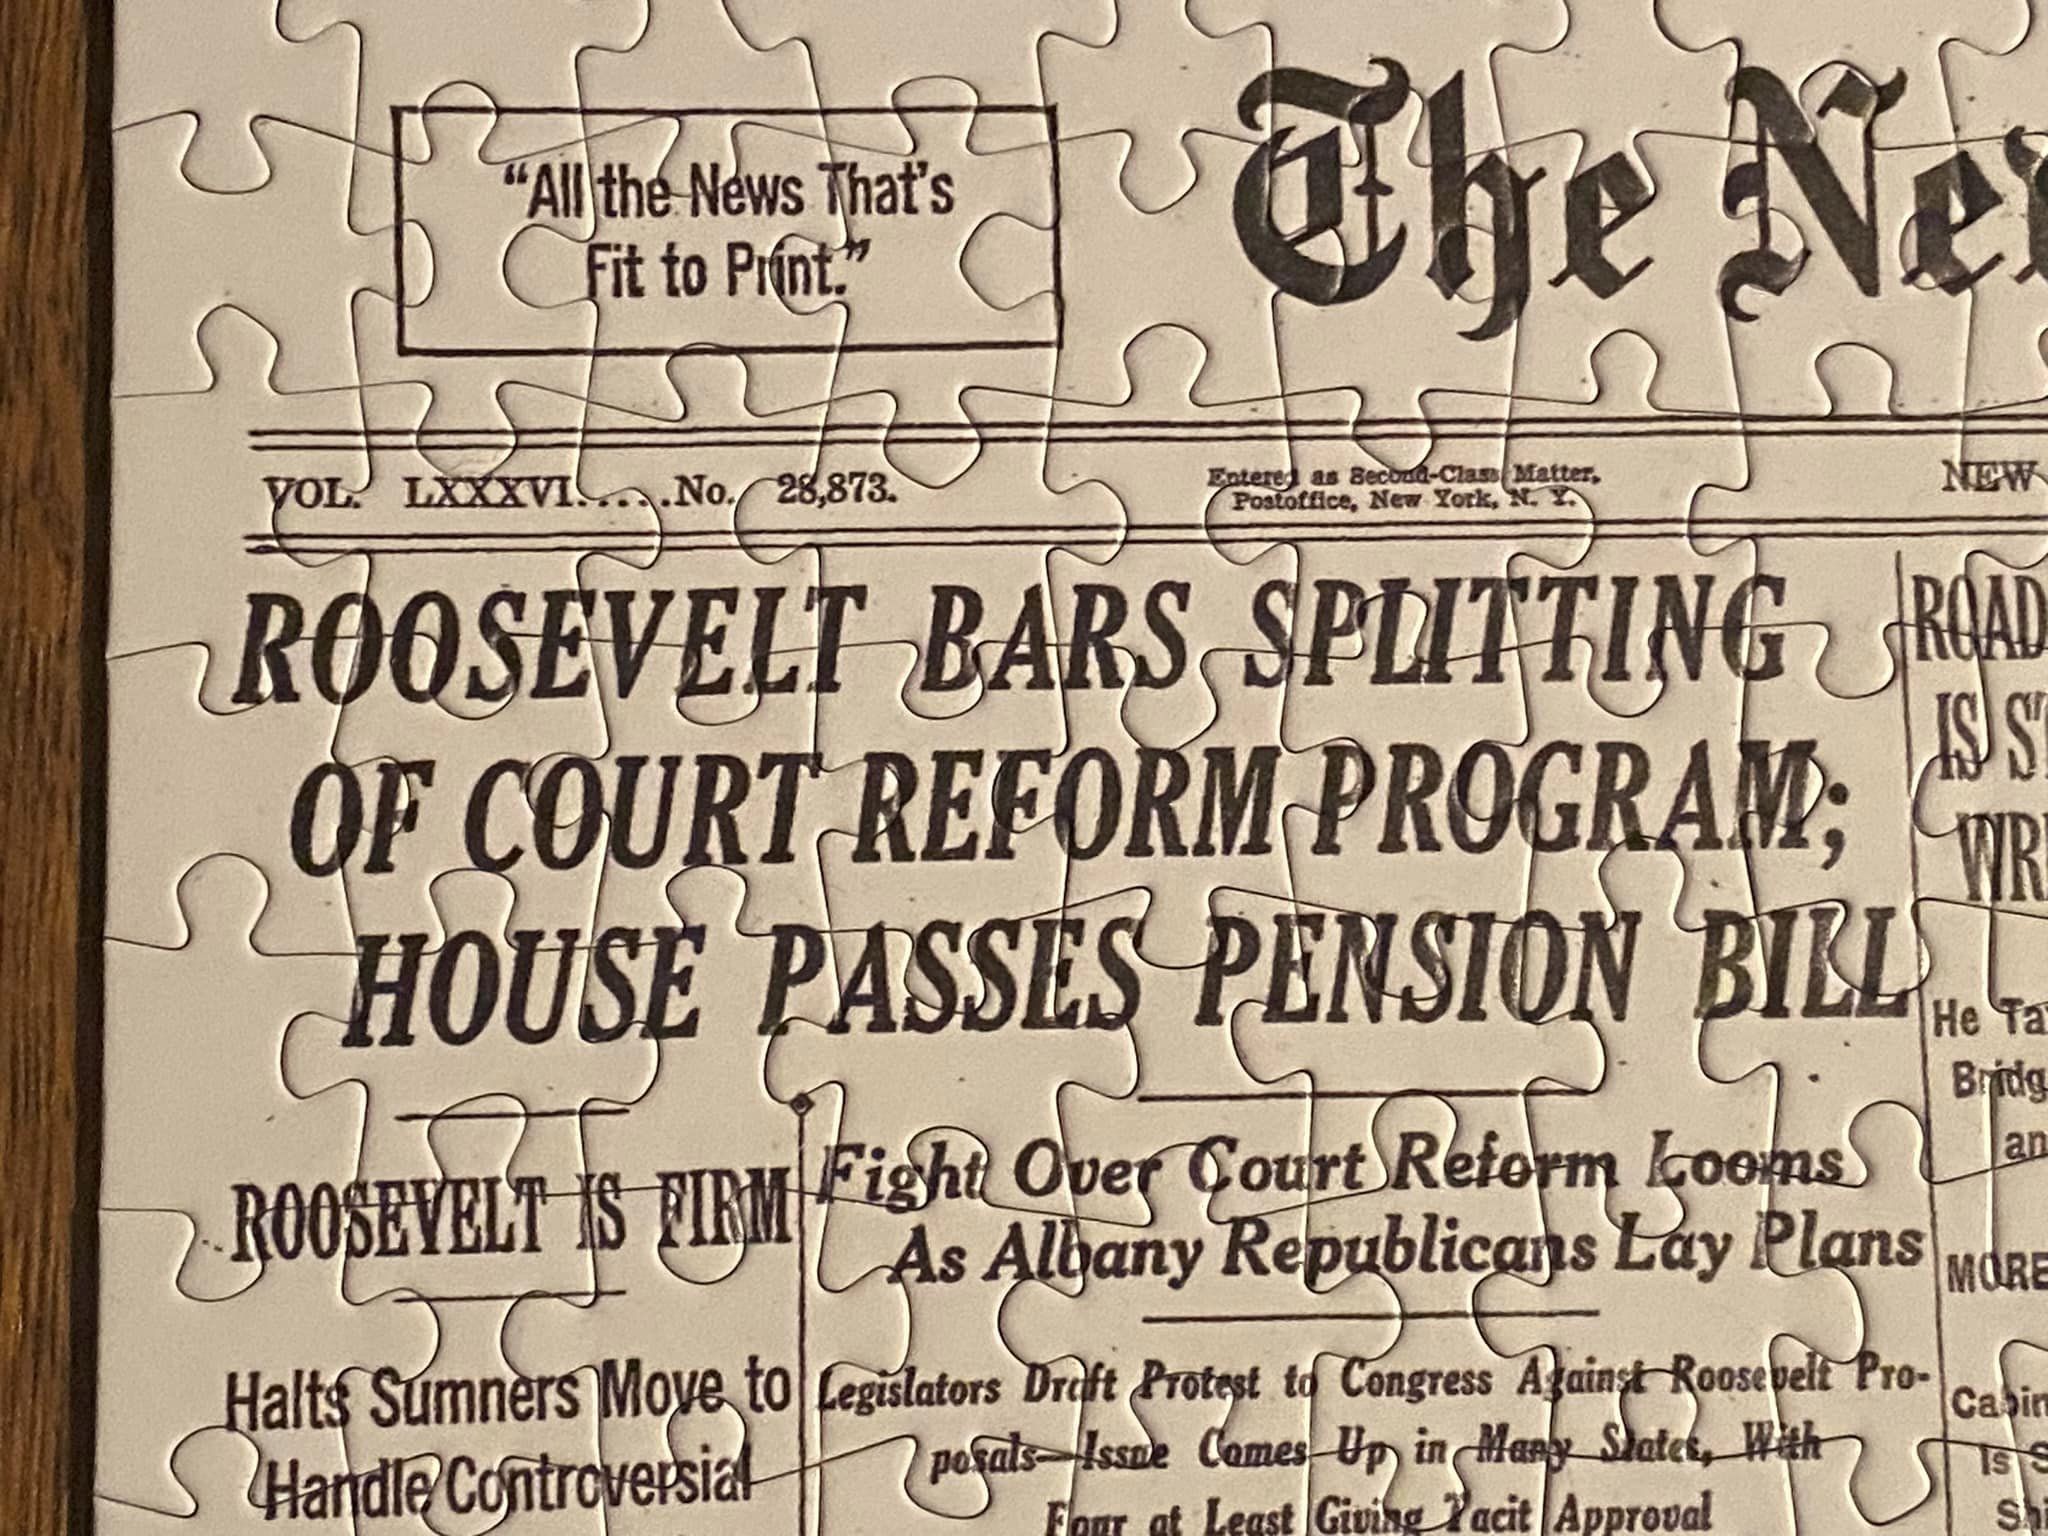 "All the News That's
Fit to Print."
The New
VOL. LXXXVI.....No. 28,873.
Entered as Second-Class Matter,
Postoffice, New York, N. Y.
NEW
ROOSEVELT BARS SPLITTING
OF COURT REFORM PROGRAM;
HOUSE PASSES PENSION BILL
ROOSEVELT IS FIRM
Halts Sumners Move to
Handle Controversial
Fight Over Court Reform Looms
As Albany Republicans Lay Plans
Legislators Draft Protest to Congress Against Roosevelt Pro-
posals—Issue Comes Up in Many States, With
Four at Least Giving Tacit Approval
ROAD
IS
He
an
MORE
Is